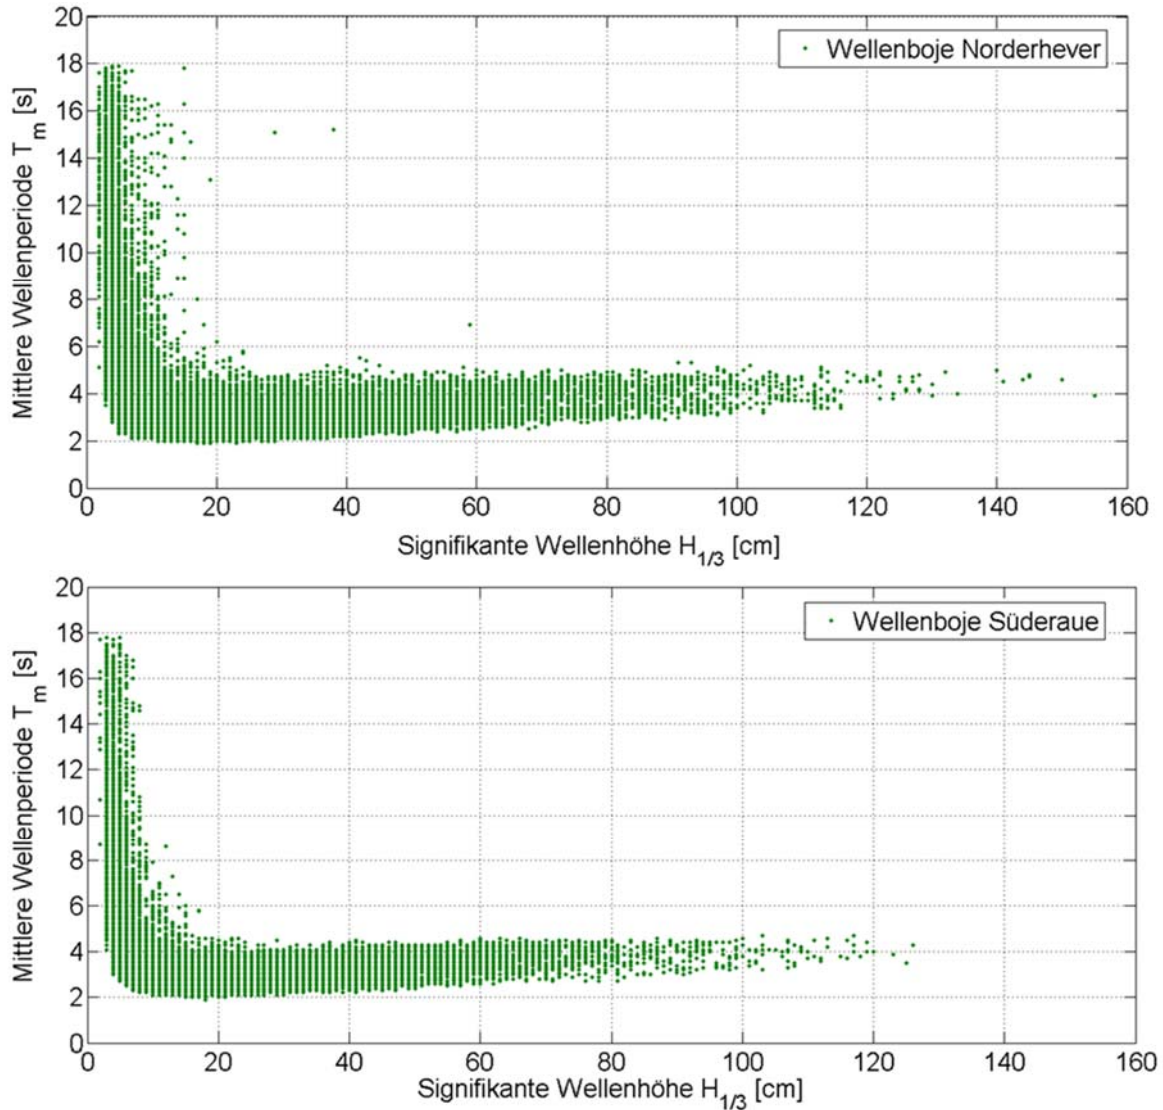 20
18
16
14
12
10
8
6
4
2
0
Mittlere Wellenperiode T_m [s]
Wellenboje Norderhever
0 20 40 60 80 100 120 140 160
Signifikante Wellenhöhe H_1/3 [cm]
20
18
16
14
12
10
8
6
4
2
0
Mittlere Wellenperiode T_m [s]
Wellenboje Süderaue
0 20 40 60 80 100 120 140 160
Signifikante Wellenhöhe H_1/3 [cm]